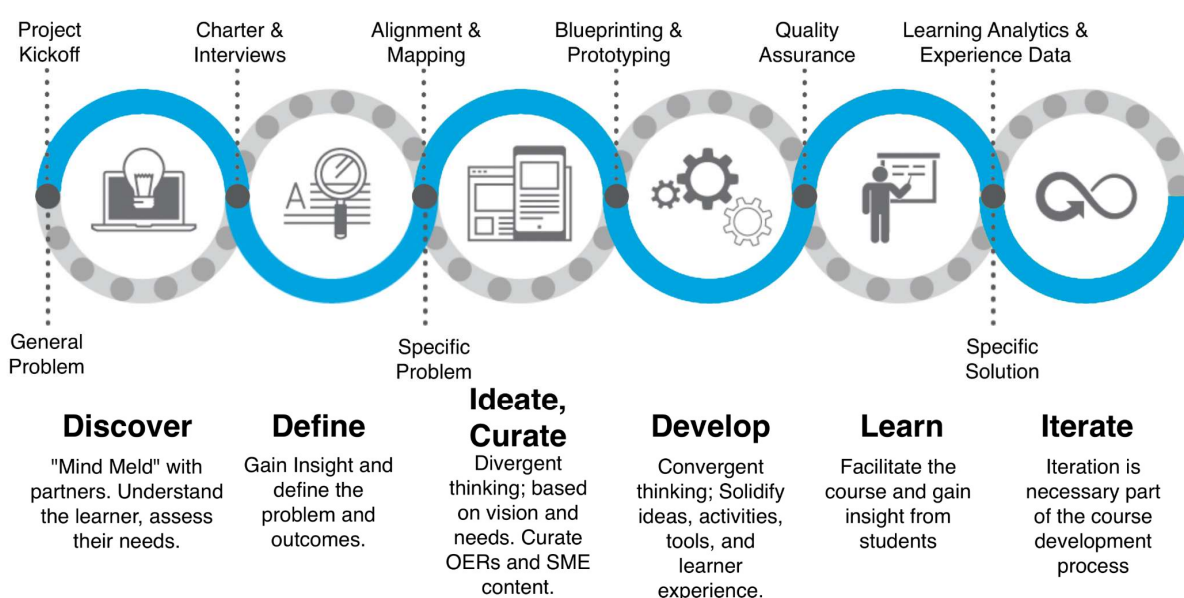 Project
Kickoff
Charter &
Interviews
Alignment &
Mapping
Blueprinting &
Prototyping
Quality
Assurance
Learning Analytics &
Experience Data
A
General
Problem
Specific
Problem
Specific
Solution
Discover
"Mind Meld" with
partners. Understand
the learner, assess
their needs.
Define
Gain Insight and
define the
problem and
outcomes.
Ideate,
Curate
Divergent
thinking; based
on vision and
needs. Curate
OERs and SME
content.
Develop
Convergent
thinking; Solidify
ideas, activities,
tools, and
learner
experience.
Learn
Facilitate the
course and gain
insight from
students
Iterate
Iteration is
necessary part
of the course
development
process